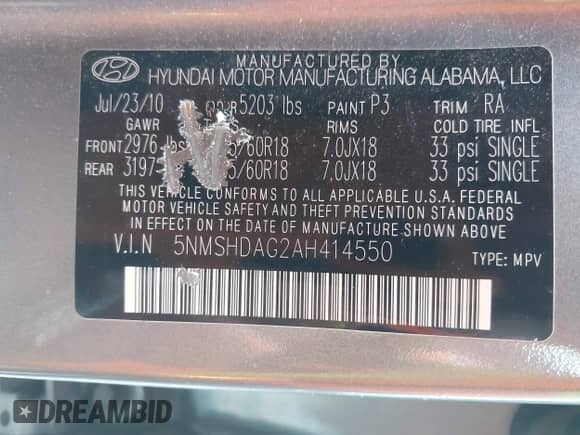 MANUFACTURED BY
HYUNDAI MOTOR MANUFACTURING ALABAMA, LLC
Jul/23/10 5203 lbs PAINT P3 TRIM RA
GAWR RIMS COLD TIRE INFL
FRONT 2976 lbs /60R18 7.0JX18 33 psi SINGLE
REAR 3197 /60R18 7.0JX18 33 psi SINGLE
THIS VEHICLE CONFORMS TO ALL APPLICABLE U.S.A. FEDERAL
MOTOR VEHICLE SAFETY AND THEFT PREVENTION STANDARDS
IN EFFECT ON THE DATE OF MANUFACTURE SHOWN ABOVE.
V.I.N 5NMSHDAG2AH414550
TYPE: MPV
DREAMBID